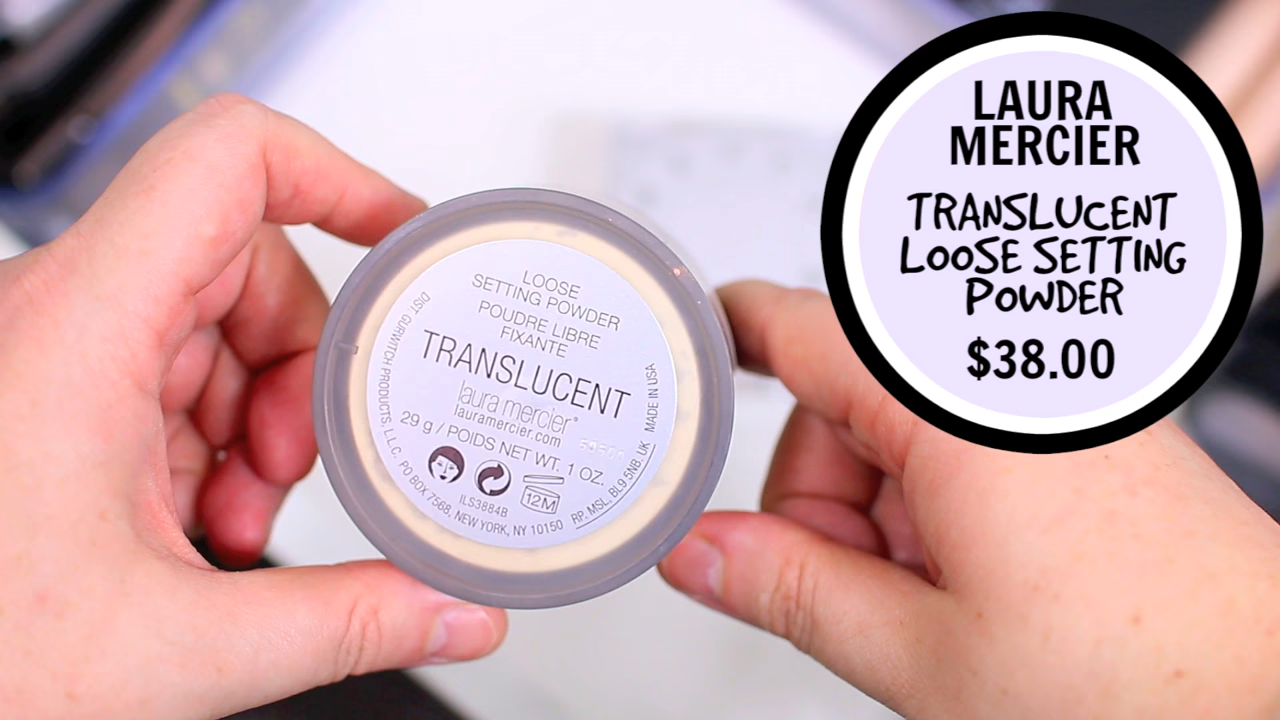 LAURA
MERCIER
TRANSLUCENT
LOOSE SETTING
POWDER
$38.00
LOOSE
SETTING POWDER
POUDRE LIBRE
FIXANTE
TRANSLUCENT
laura mercier®
lauramercier.com
29 g / POIDS NET WT. 1 OZ.
12M
ILS3884B
DIST. GURWITCH PRODUCTS, L.L.C. PO BOX 7568, NEW YORK, NY 10150
RP. MSL, BL9 5NB, UK
MADE IN USA